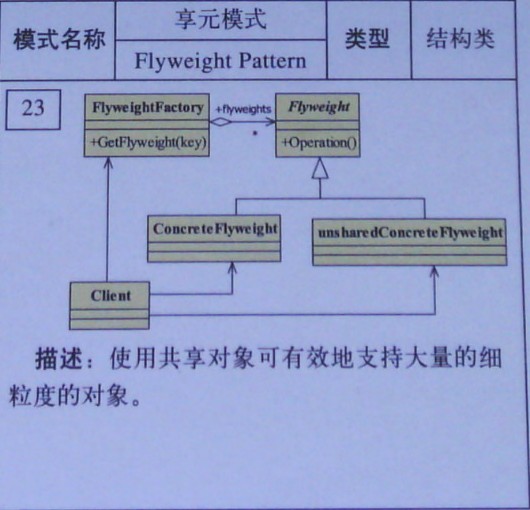 模式名称
享元模式
Flyweight Pattern
类型
结构类
23
FlyweightFactory
+GetFlyweight(key)
+flyweights
*
Flyweight
+Operation()
ConcreteFlyweight
unsharedConcreteFlyweight
Client
描述：使用共享对象可有效地支持大量的细
粒度的对象。